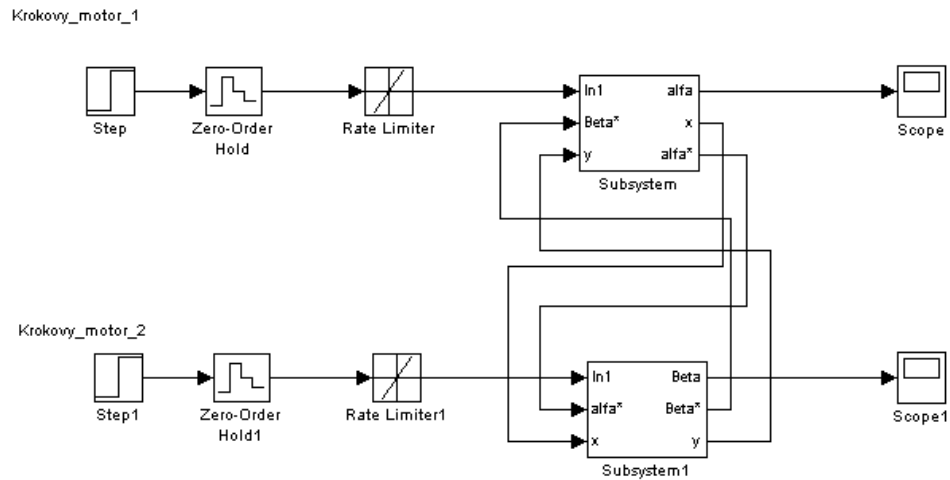 Krokovy_motor_1
Step
Zero-Order
Hold
Rate Limiter
In1
Beta*
y
alfa
x
alfa*
Subsystem
Scope
Krokovy_motor_2
Step1
Zero-Order
Hold1
Rate Limiter1
In1
alfa*
x
Beta
Beta*
y
Subsystem1
Scope1